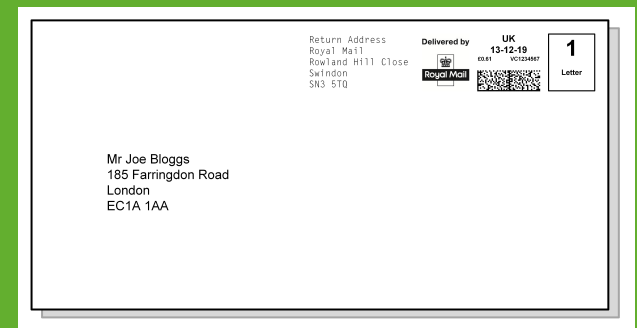 Return Address
Royal Mail
Rowland Hill Close
Swindon
SN3 5TQ
Delivered by
Royal Mail
UK
13-12-19
£0.61 VC1234567
1
Letter
Mr Joe Bloggs
185 Farringdon Road
London
EC1A 1AA